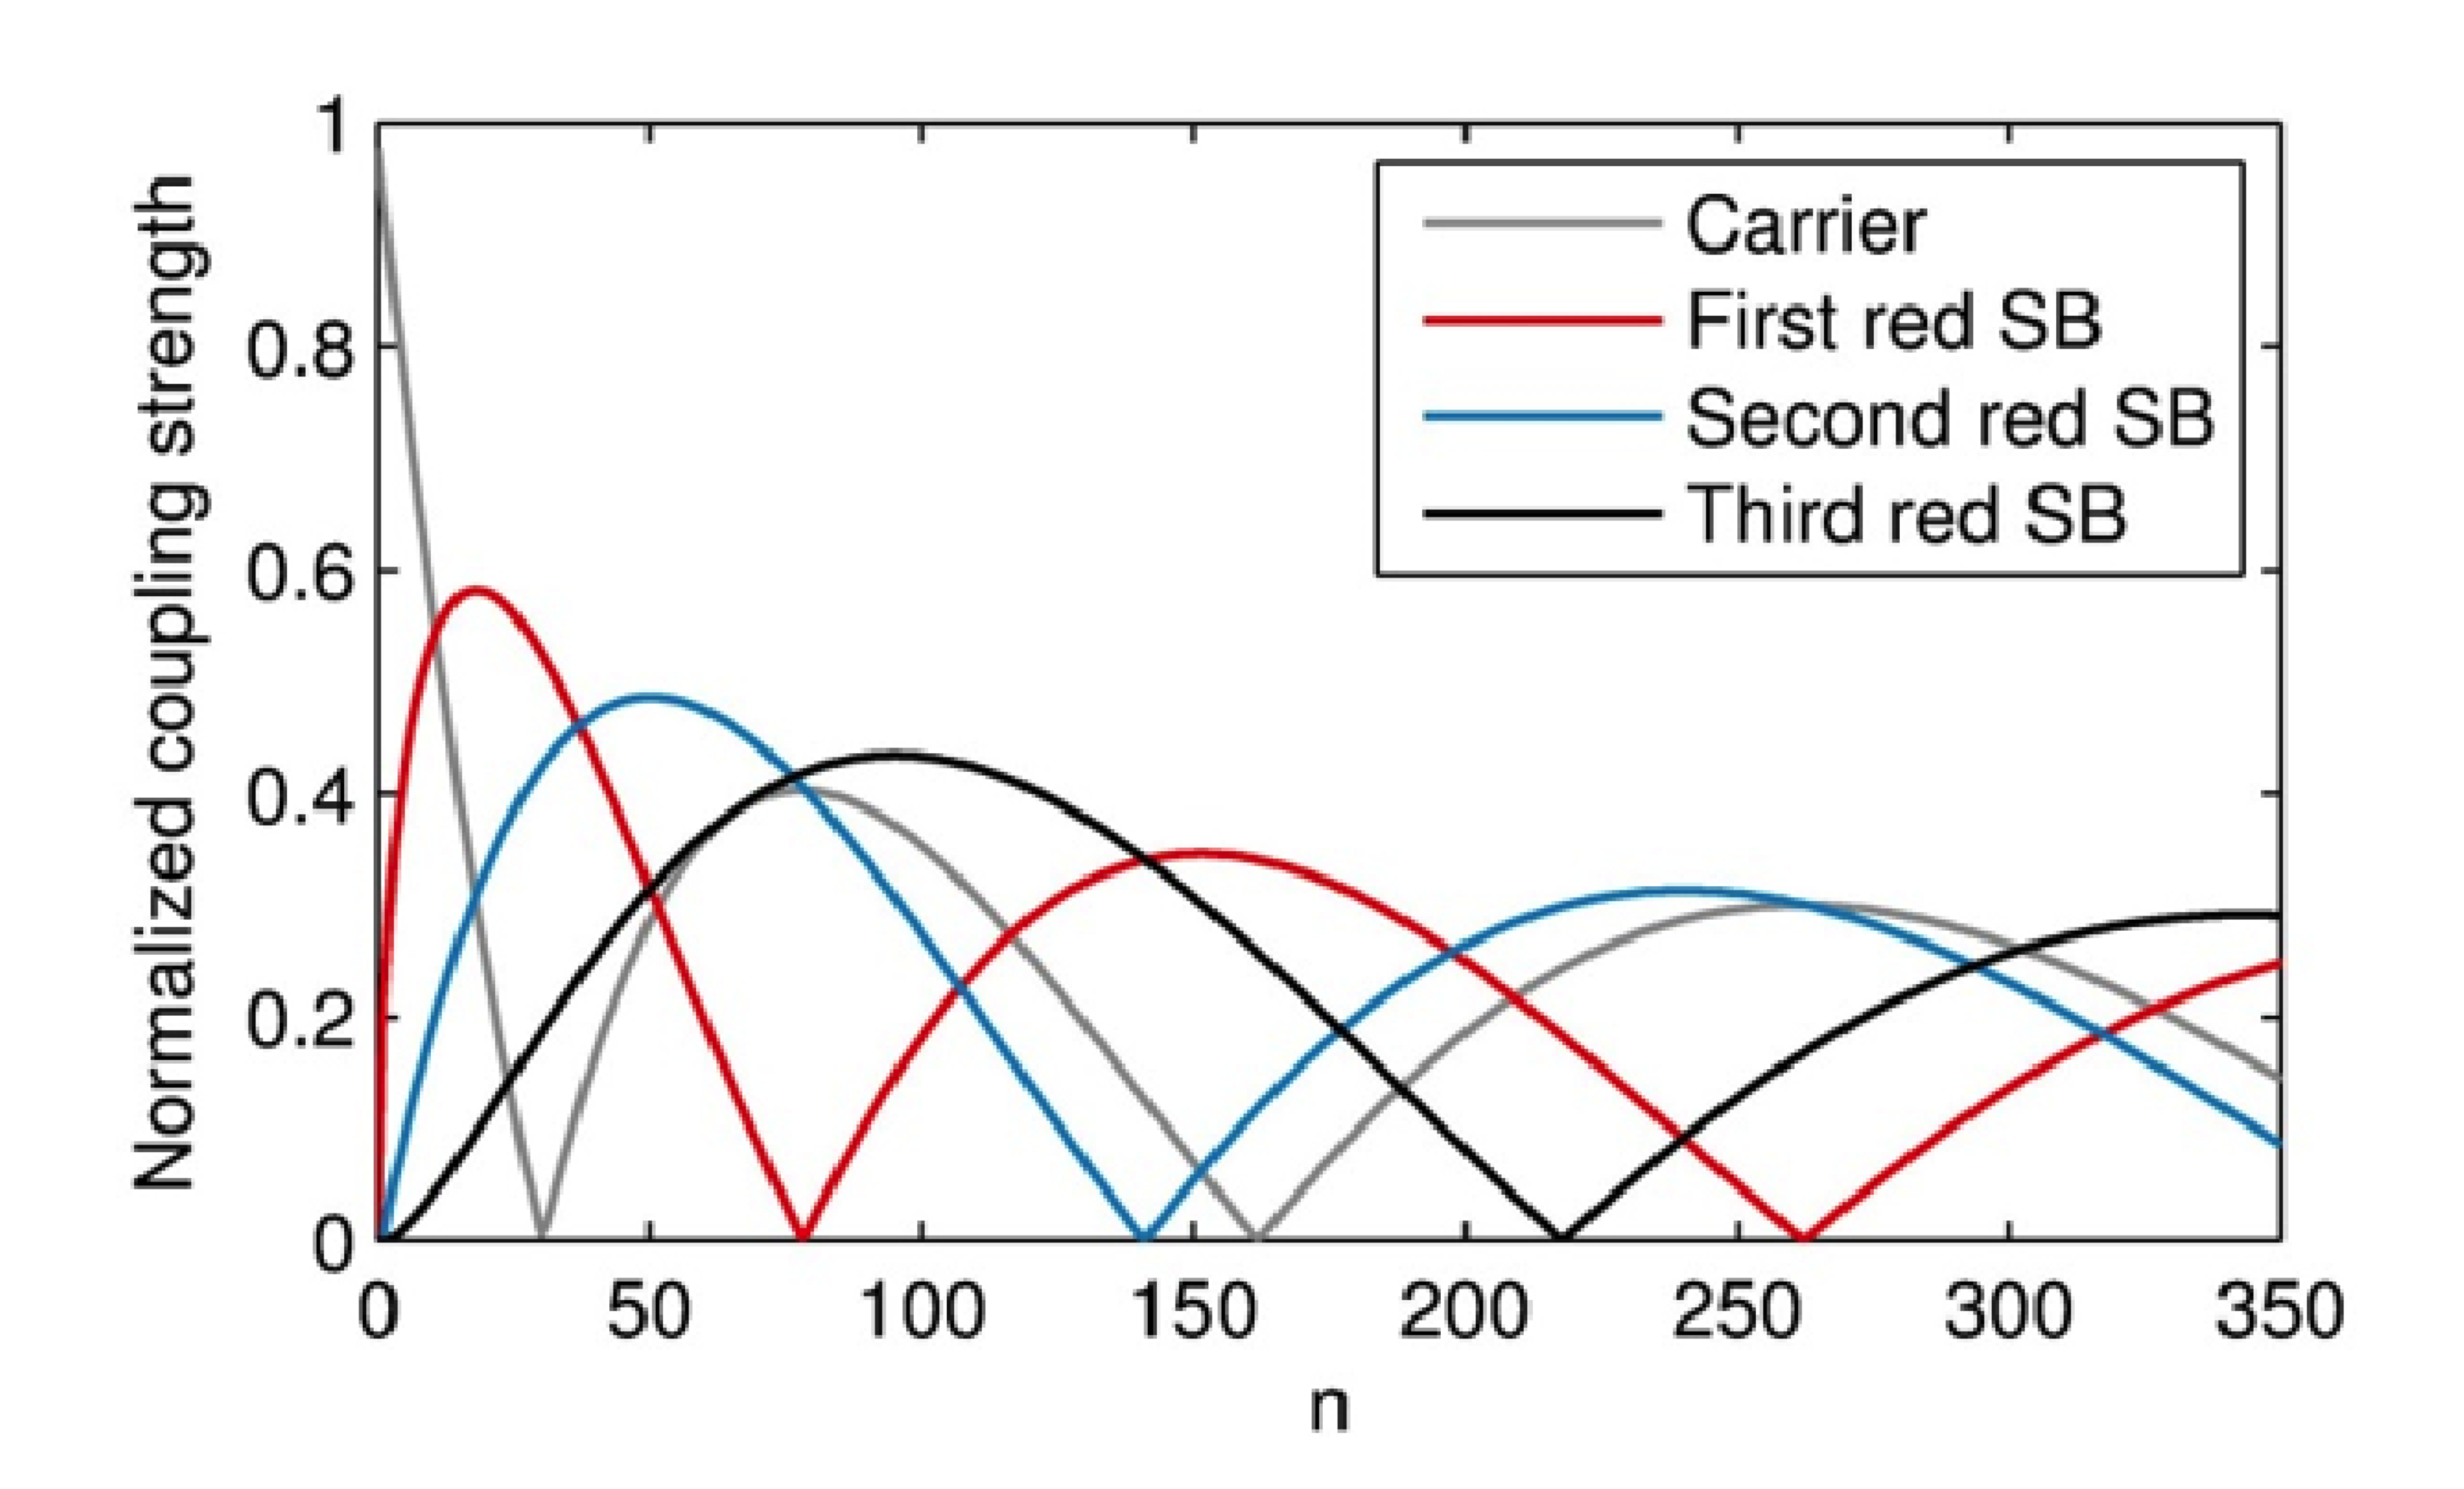 Normalized coupling strength
1
0.8
0.6
0.4
0.2
0
Carrier
First red SB
Second red SB
Third red SB
0 50 100 150 200 250 300 350
n